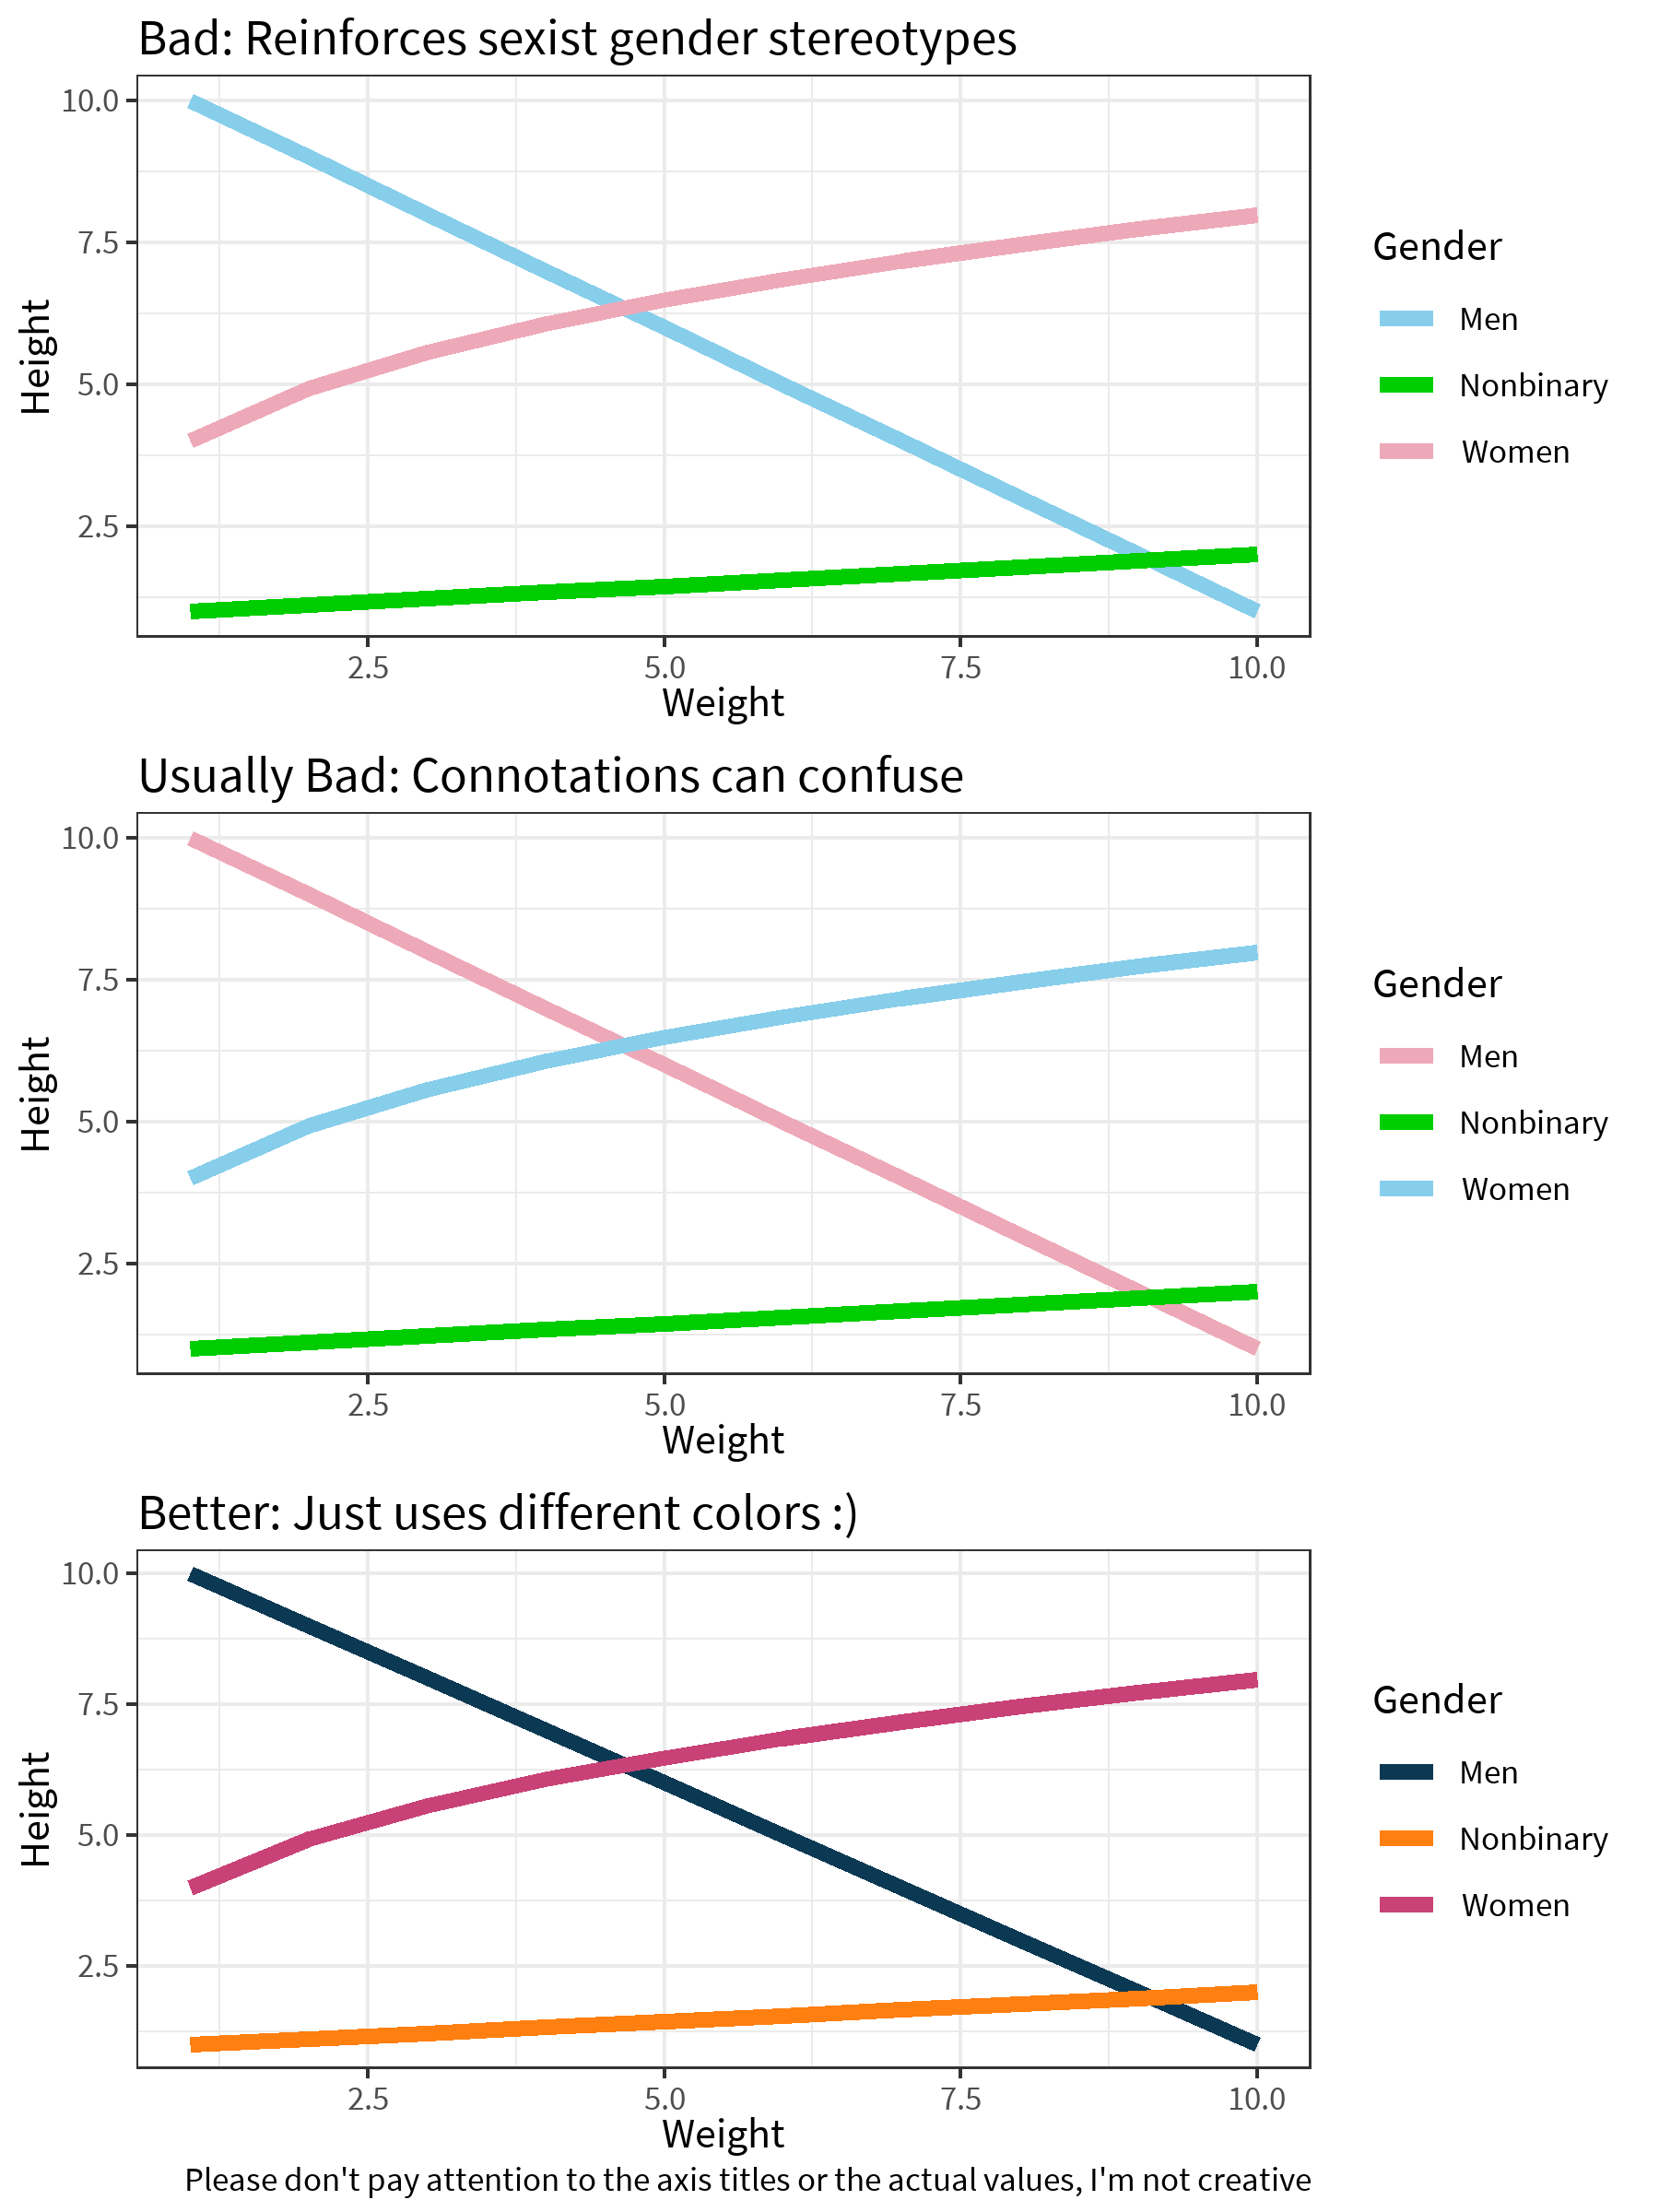 Bad: Reinforces sexist gender stereotypes
10.0
7.5
5.0
2.5
Height
2.5 5.0 7.5 10.0
Weight
Gender
Men
Nonbinary
Women
Usually Bad: Connotations can confuse
10.0
7.5
5.0
2.5
Height
2.5 5.0 7.5 10.0
Weight
Gender
Men
Nonbinary
Women
Better: Just uses different colors :)
10.0
7.5
5.0
2.5
Height
2.5 5.0 7.5 10.0
Weight
Gender
Men
Nonbinary
Women
Please don't pay attention to the axis titles or the actual values, I'm not creative